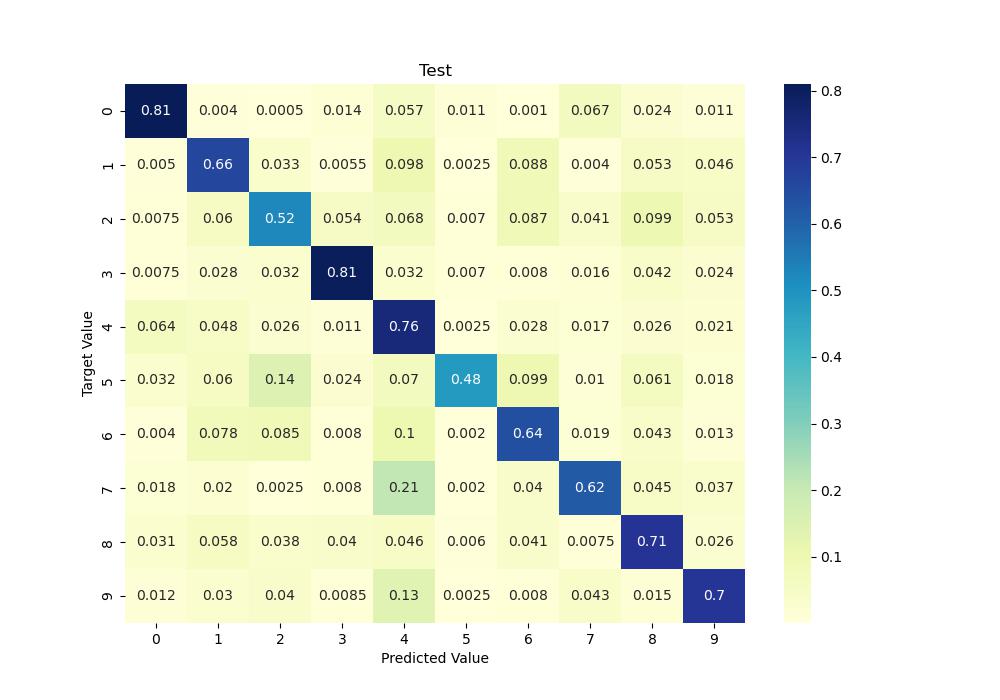 Test
0 0.81 0.004 0.0005 0.014 0.057 0.011 0.001 0.067 0.024 0.011
1 0.005 0.66 0.033 0.0055 0.098 0.0025 0.088 0.004 0.053 0.046
2 0.0075 0.06 0.52 0.054 0.068 0.007 0.087 0.041 0.099 0.053
3 0.0075 0.028 0.032 0.81 0.032 0.007 0.008 0.016 0.042 0.024
4 0.064 0.048 0.026 0.011 0.76 0.0025 0.028 0.017 0.026 0.021
5 0.032 0.06 0.14 0.024 0.07 0.48 0.099 0.01 0.061 0.018
6 0.004 0.078 0.085 0.008 0.1 0.002 0.64 0.019 0.043 0.013
7 0.018 0.02 0.0025 0.008 0.21 0.002 0.04 0.62 0.045 0.037
8 0.031 0.058 0.038 0.04 0.046 0.006 0.041 0.0075 0.71 0.026
9 0.012 0.03 0.04 0.0085 0.13 0.0025 0.008 0.043 0.015 0.7
0 1 2 3 4 5 6 7 8 9
Predicted Value
Target Value
0.8
0.7
0.6
0.5
0.4
0.3
0.2
0.1